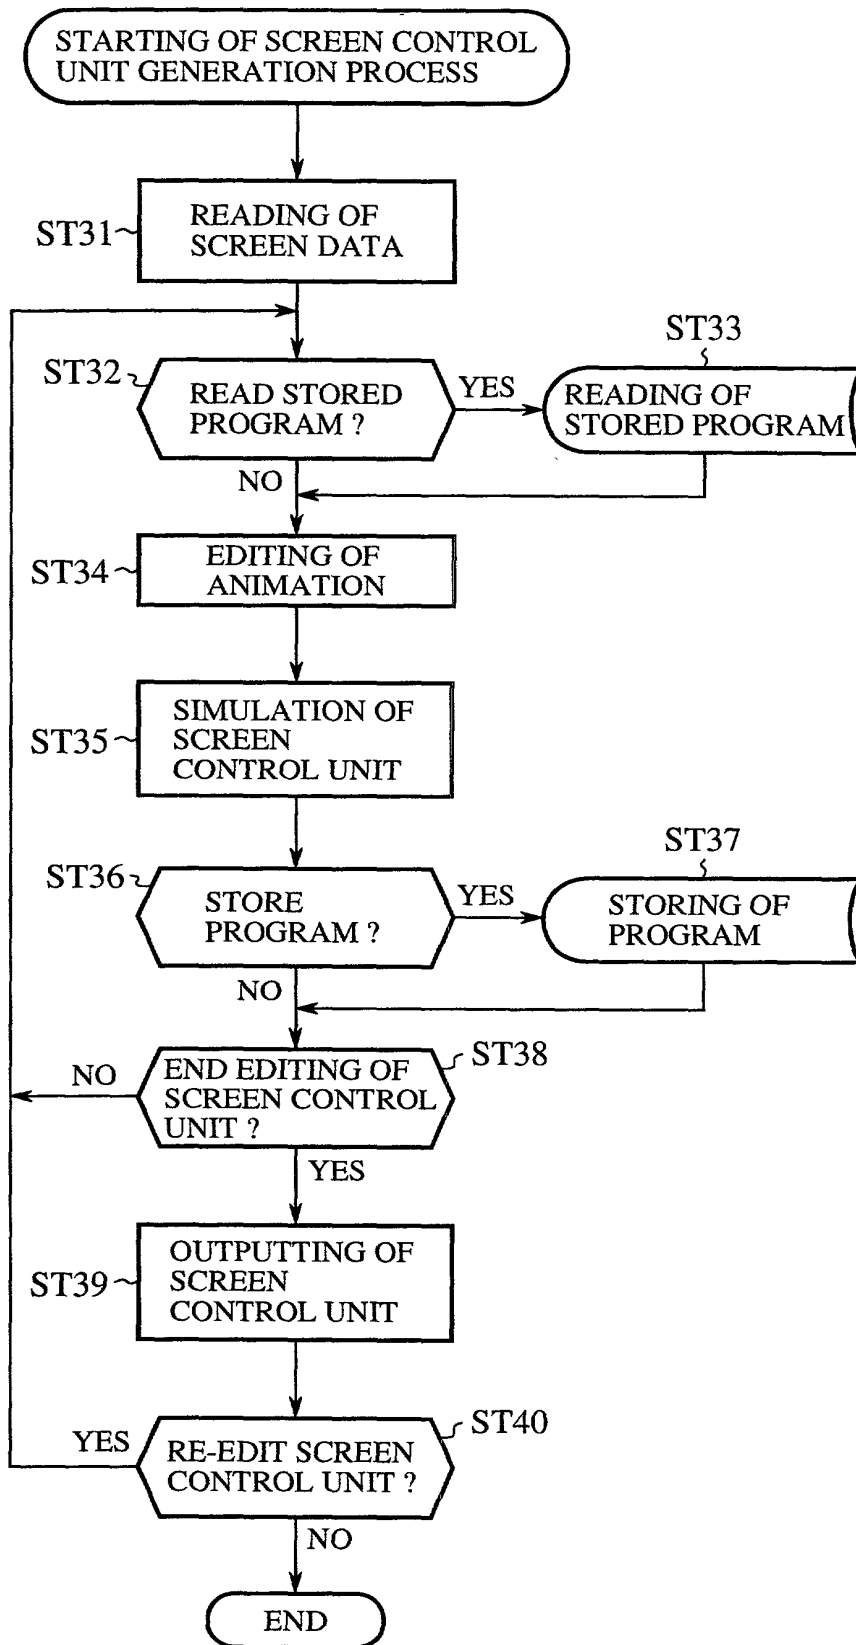 STARTING OF SCREEN CONTROL
UNIT GENERATION PROCESS
ST31
READING OF
SCREEN DATA
ST32
READ STORED
PROGRAM ?
YES
ST33
READING OF
STORED PROGRAM
NO
ST34
EDITING OF
ANIMATION
ST35
SIMULATION OF
SCREEN
CONTROL UNIT
ST36
STORE
PROGRAM ?
YES
ST37
STORING OF
PROGRAM
NO
ST38
END EDITING OF
SCREEN CONTROL
UNIT ?
NO
YES
ST39
OUTPUTTING OF
SCREEN
CONTROL UNIT
ST40
RE-EDIT SCREEN
CONTROL UNIT ?
YES
NO
END